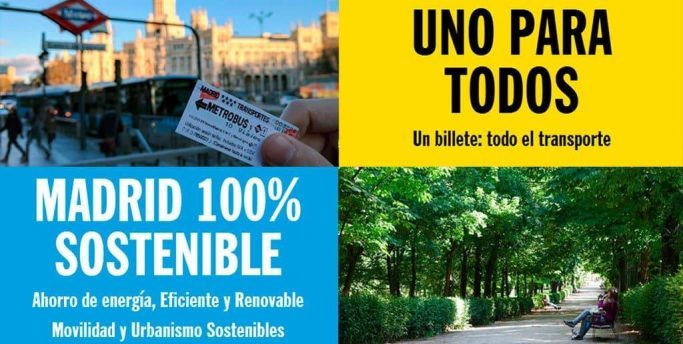 MADRID
TRANSPORTES
METROBUS
10
UNO PARA
TODOS
Un billete: todo el transporte
MADRID 100%
SOSTENIBLE
Ahorro de energía, Eficiente y Renovable
Movilidad y Urbanismo Sostenibles